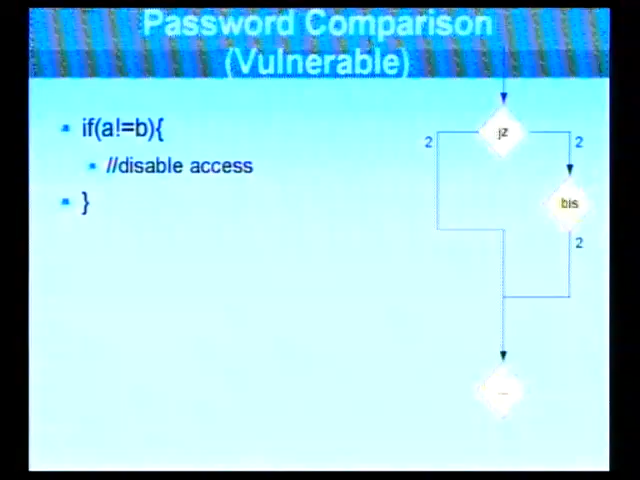 Password Comparison
(Vulnerable)
if(a!=b){
//disable access
}
jz
2
2
bis
2
...